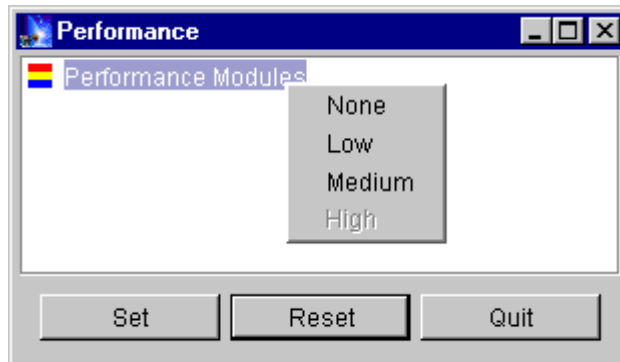 Performance
Performance Modules
None
Low
Medium
High
Set Reset Quit